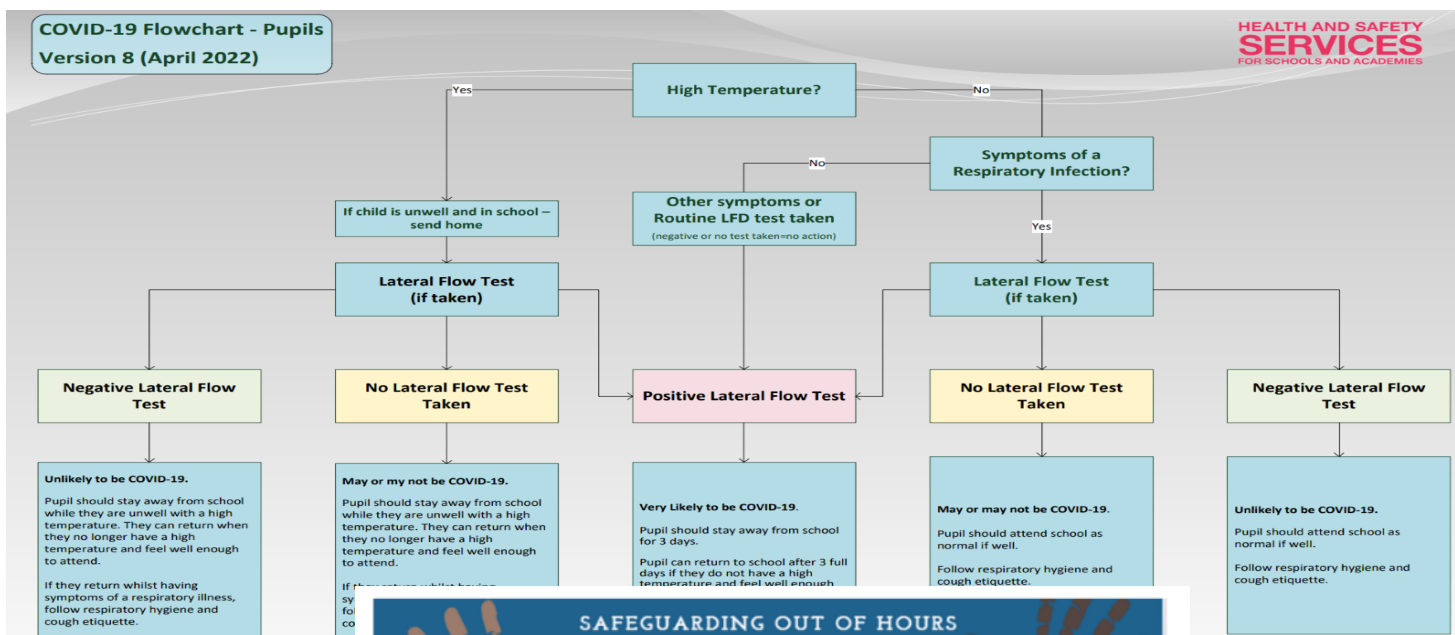 COVID-19 Flowchart - Pupils
Version 8 (April 2022)
HEALTH AND SAFETY
SERVICES
FOR SCHOOLS AND ACADEMIES
High Temperature?
Yes
No
Symptoms of a
Respiratory Infection?
No
Yes
If child is unwell and in school –
send home
Other symptoms or
Routine LFD test taken
(negative or no test taken=no action)
Lateral Flow Test
(if taken)
Lateral Flow Test
(if taken)
Negative Lateral Flow
Test
No Lateral Flow Test
Taken
Positive Lateral Flow Test
No Lateral Flow Test
Taken
Negative Lateral Flow
Test
Unlikely to be COVID-19.
Pupil should stay away from school
while they are unwell with a high
temperature. They can return when
they no longer have a high
temperature and feel well enough
to attend.
If they return whilst having
symptoms of a respiratory illness,
follow respiratory hygiene and
cough etiquette.
May or my not be COVID-19.
Pupil should stay away from school
while they are unwell with a high
temperature. They can return when
they no longer have a high
temperature and feel well enough
to attend.
If they return whilst having
Very Likely to be COVID-19.
Pupil should stay away from school
for 3 days.
Pupil can return to school after 3 full
days if they do not have a high
temperature and feel well enough
May or may not be COVID-19.
Pupil should attend school as
normal if well.
Follow respiratory hygiene and
cough etiquette.
Unlikely to be COVID-19.
Pupil should attend school as
normal if well.
Follow respiratory hygiene and
cough etiquette.
SAFEGUARDING OUT OF HOURS